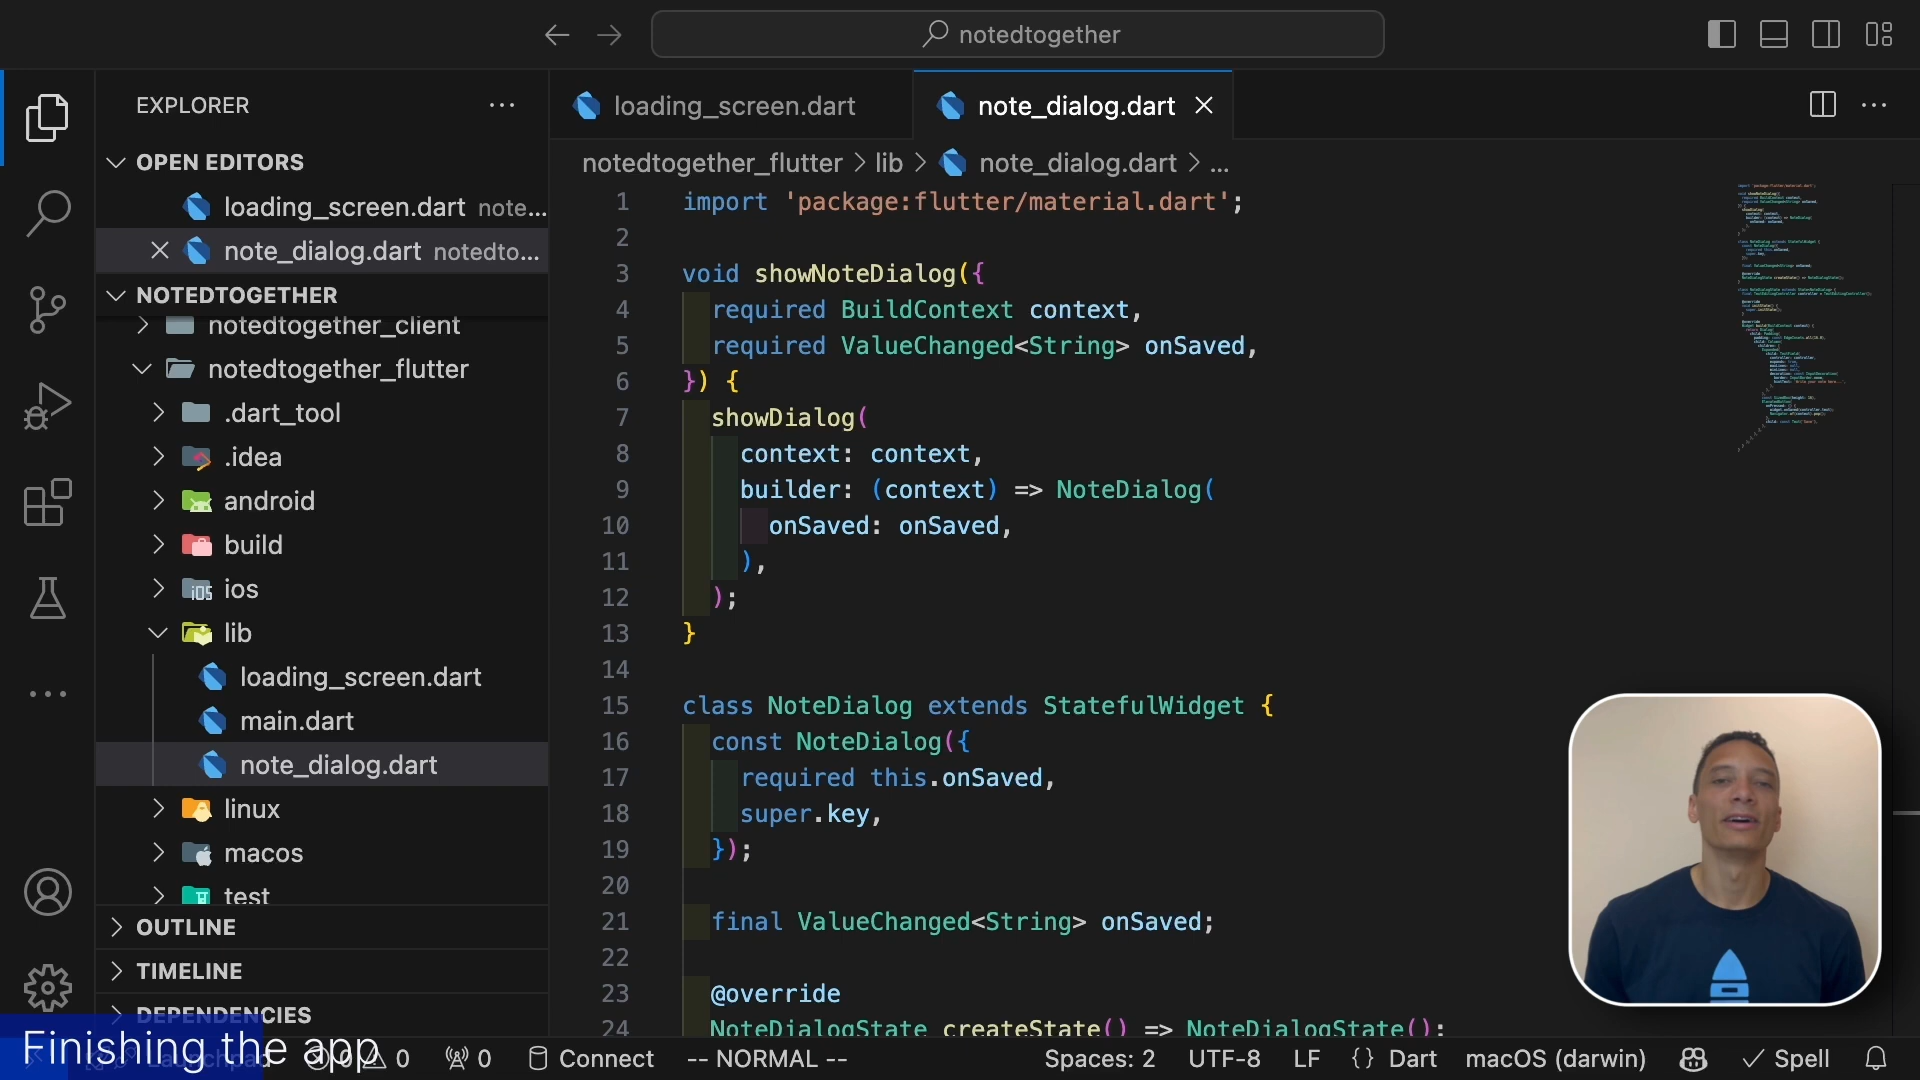 notedtogether
EXPLORER
loading_screen.dart
note_dialog.dart
OPEN EDITORS
notedtogether_flutter
lib
note_dialog.dart
...
loading_screen.dart note...
note_dialog.dart notedto...
NOTEDTOGETHER
notedtogether_client
notedtogether_flutter
.dart_tool
.idea
android
build
ios
lib
loading_screen.dart
main.dart
note_dialog.dart
linux
macos
test
OUTLINE
TIMELINE
DEPENDENCIES
1 import 'package:flutter/material.dart';
2
3 void showNoteDialog({
4 required BuildContext context,
5 required ValueChanged<String> onSaved,
6 }) {
7 showDialog(
8 context: context,
9 builder: (context) => NoteDialog(
10 onSaved: onSaved,
11 ),
12 );
13 }
14
15 class NoteDialog extends StatefulWidget {
16 const NoteDialog({
17 required this.onSaved,
18 super.key,
19 });
20
21 final ValueChanged<String> onSaved;
22
23 @override
24 NoteDialogState createState() => NoteDialogState();
Finishing the app
0 0 0 Connect -- NORMAL -- Spaces: 2 UTF-8 LF {} Dart macOS (darwin) Spell